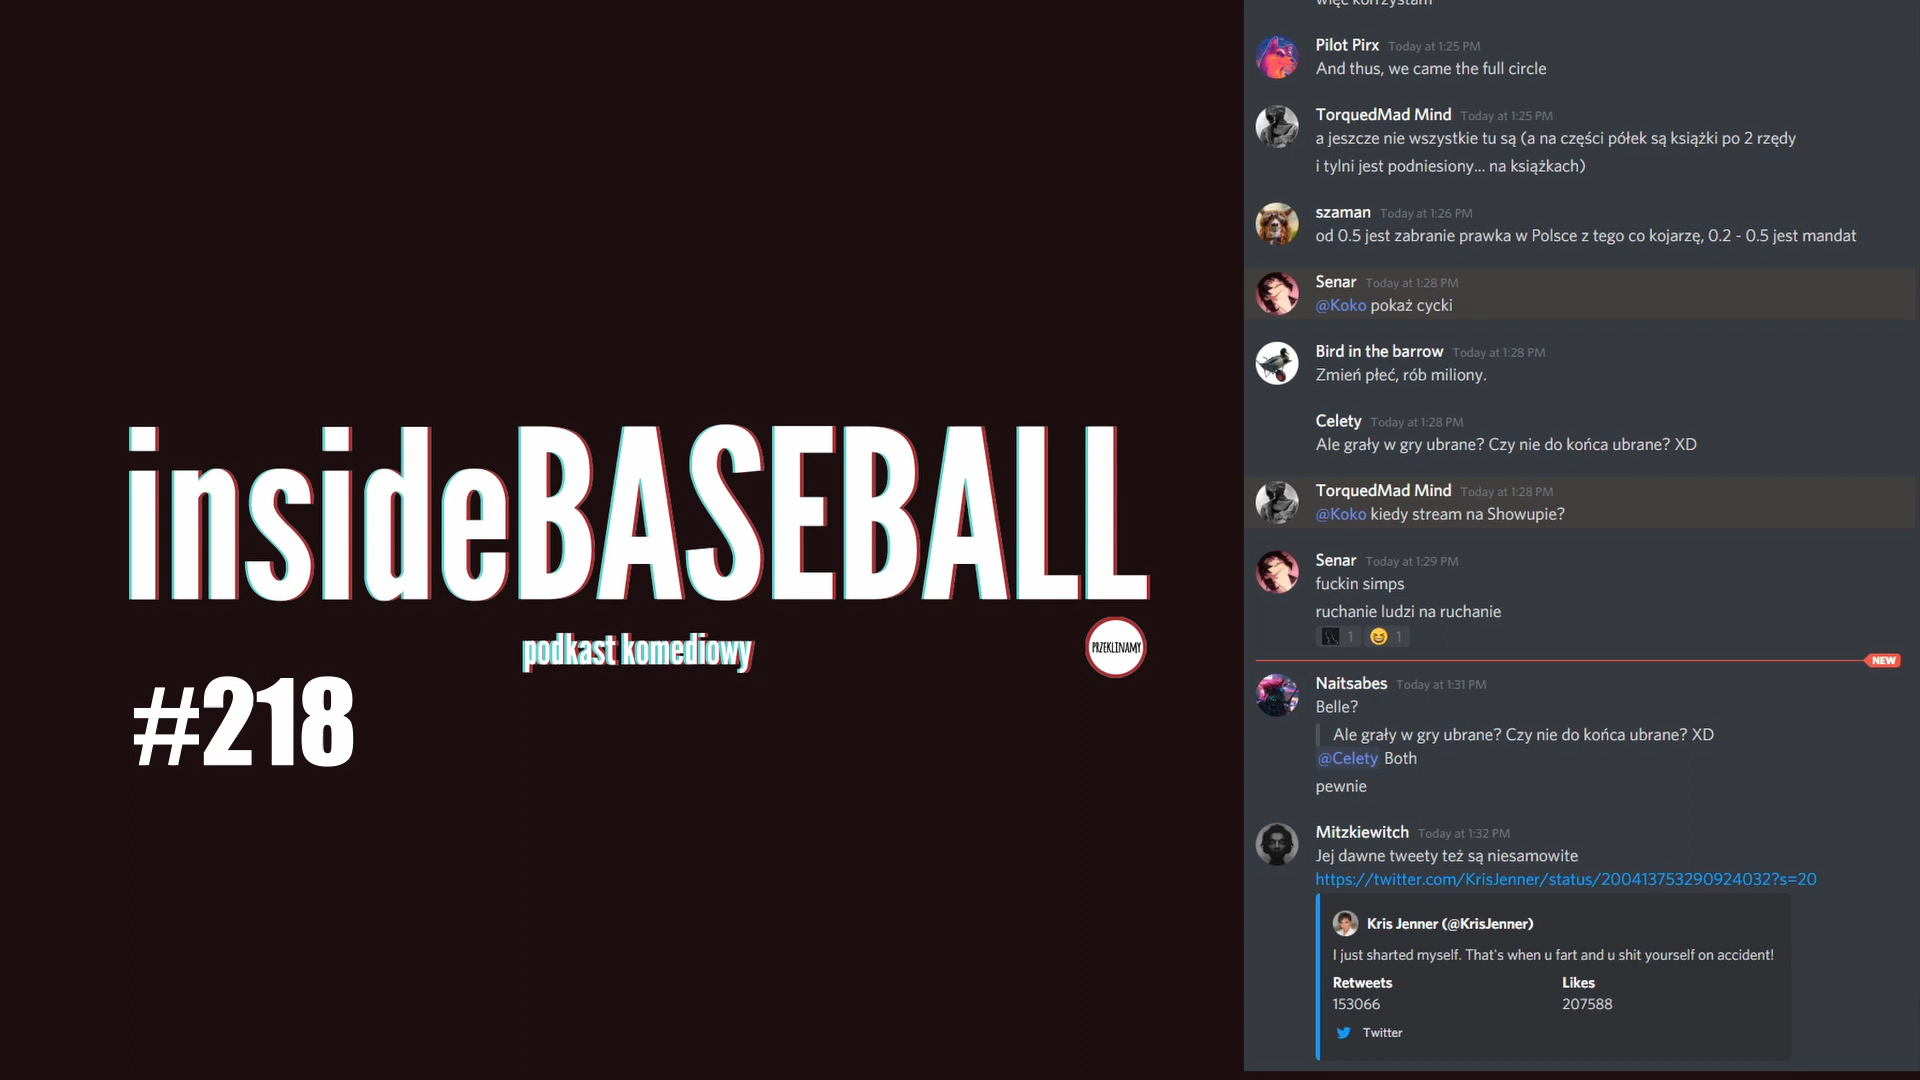 insideBASEBALL
podkast komediowy
PRZEKLINAMY
#218
więc korrzystam
Pilot Pirx Today at 1:25 PM
And thus, we came the full circle
TorquedMad Mind Today at 1:25 PM
a jeszcze nie wszystkie tu są (a na części półek są książki po 2 rzędy
i tylni jest podniesiony... na książkach)
szaman Today at 1:26 PM
od 0.5 jest zabranie prawka w Polsce z tego co kojarzę, 0.2 - 0.5 jest mandat
Senar Today at 1:28 PM
@Koko pokaż cycki
Bird in the barrow Today at 1:28 PM
Zmień płeć, rób miliony.
Celety Today at 1:28 PM
Ale grały w gry ubrane? Czy nie do końca ubrane? XD
TorquedMad Mind Today at 1:28 PM
@Koko kiedy stream na Showupie?
Senar Today at 1:29 PM
fuckin simps
ruchanie ludzi na ruchanie
1 1
NEW
Naitsabes Today at 1:31 PM
Belle?
Ale grały w gry ubrane? Czy nie do końca ubrane? XD
@Celety Both
pewnie
Mitzkiewitch Today at 1:32 PM
Jej dawne tweety też są niesamowite
https://twitter.com/KrisJenner/status/200413753290924032?s=20
Kris Jenner (@KrisJenner)
I just sharted myself. That's when u fart and u shit yourself on accident!
Retweets Likes
153066 207588
Twitter